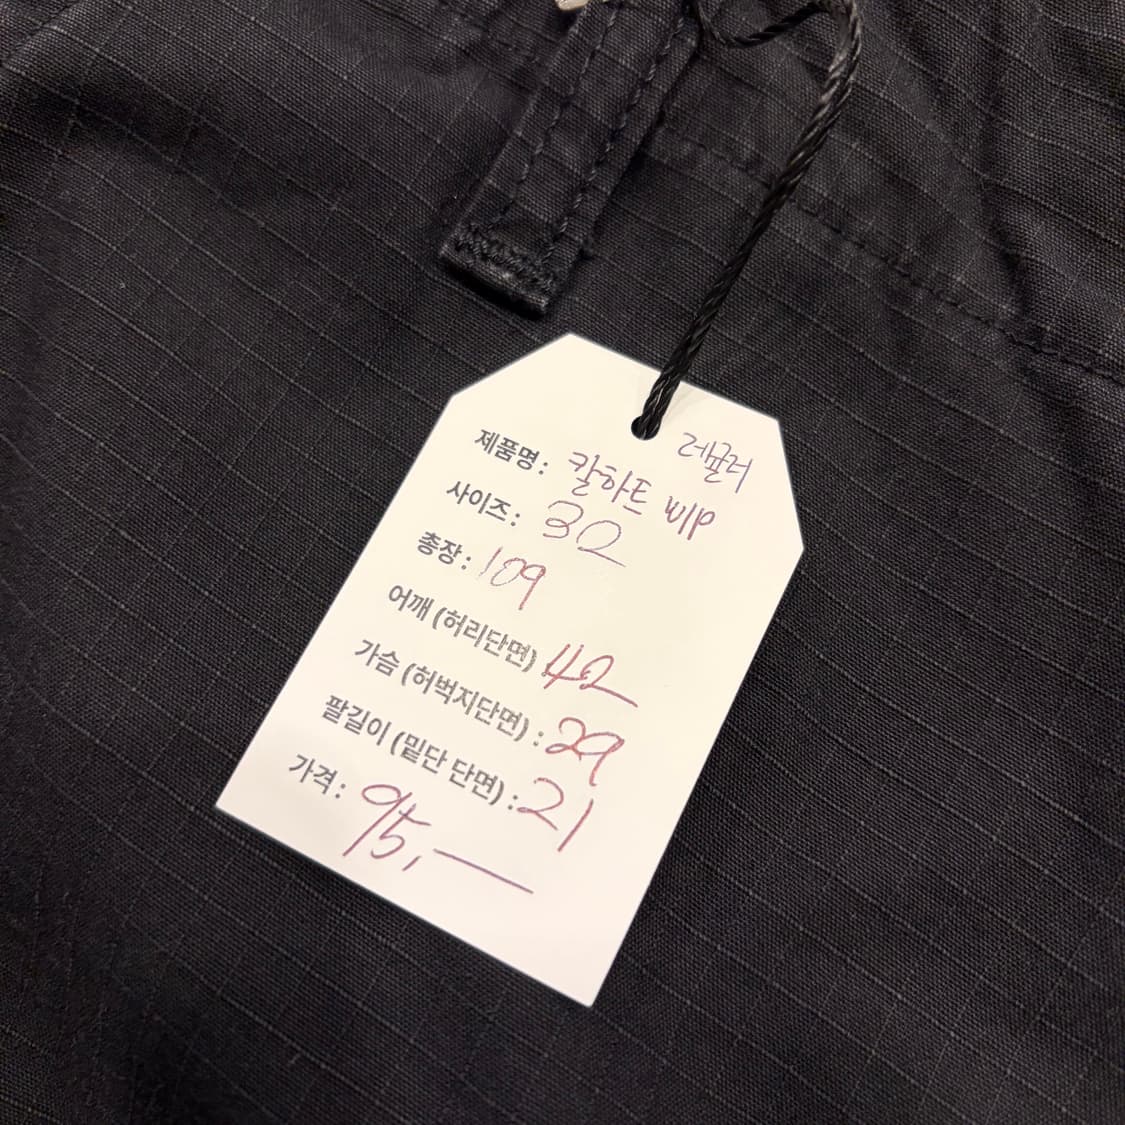 레귤러
제품명: 칼하트 WIP
사이즈: 32
총장: 109
어깨 (허리단면) 42
가슴 (허벅지단면) : 29
팔길이 (밑단 단면) : 21
가격: 95,—